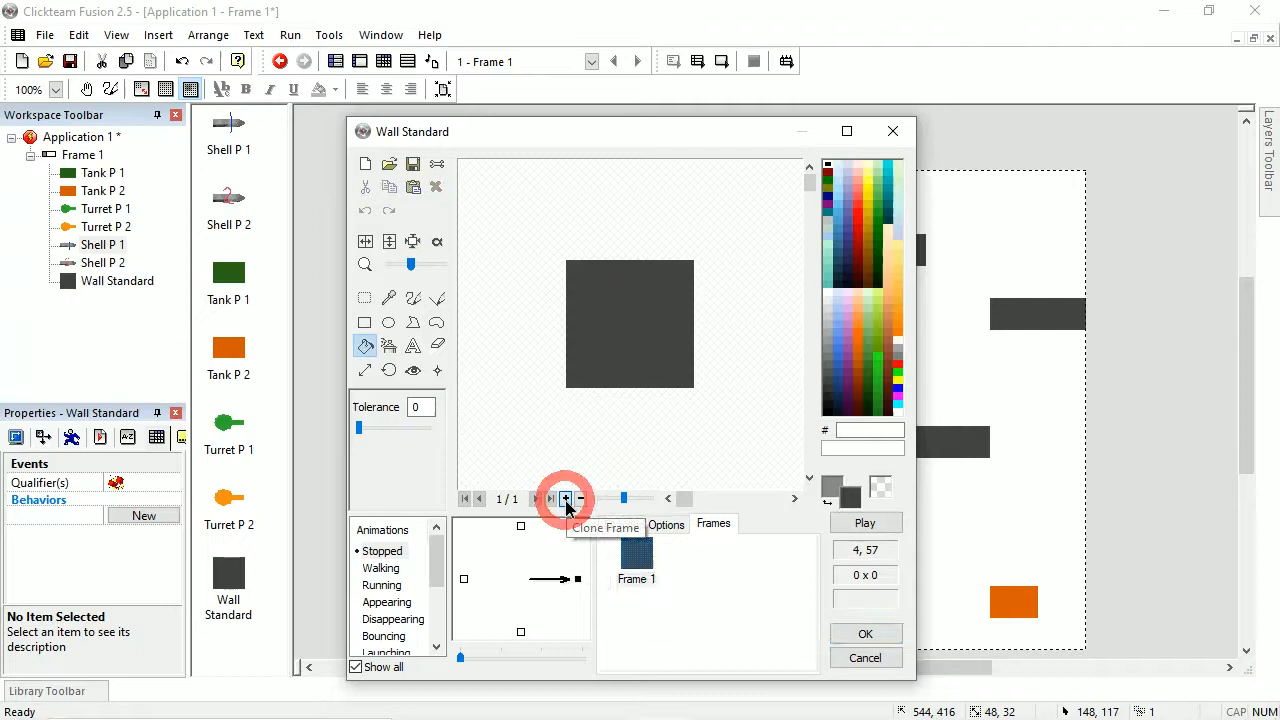 Clickteam Fusion 2.5 - [Application 1 - Frame 1*]
File Edit View Insert Arrange Text Run Tools Window Help
1 - Frame 1
100%
Workspace Toolbar
Application 1 *
Frame 1
Tank P 1
Tank P 2
Turret P 1
Turret P 2
Shell P 1
Shell P 2
Wall Standard
Properties - Wall Standard
Events
Qualifier(s)
Behaviors
New
No Item Selected
Select an item to see its
description
Library Toolbar
Ready
Shell P 1
Shell P 2
Tank P 1
Tank P 2
Turret P 1
Turret P 2
Wall
Standard
Wall Standard
Tolerance 0
#
1 / 1
Clone Frame
Options
Frames
Frame 1
Animations
Stopped
Walking
Running
Appearing
Disappearing
Bouncing
Launching
Show all
Play
4, 57
0 x 0
OK
Cancel
Layers Toolbar
544, 416
48, 32
148, 117
1
CAP NUM